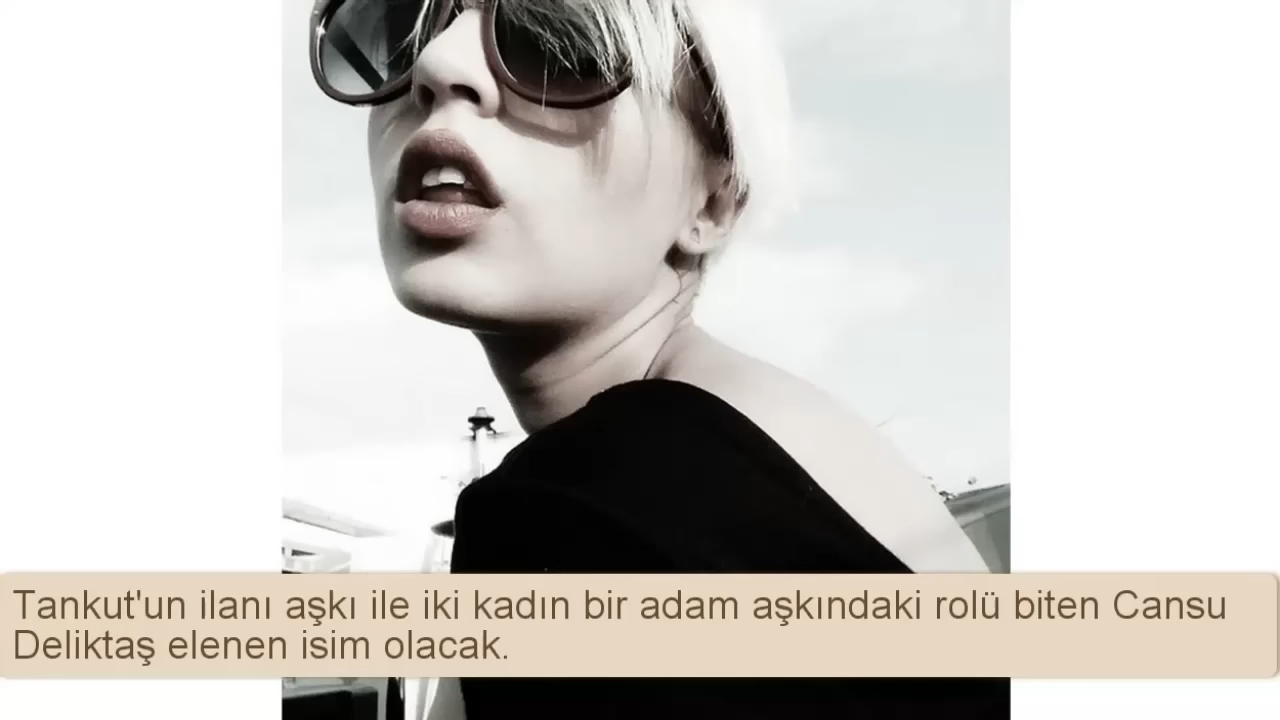 Tankut'un ilanı aşkı ile iki kadın bir adam aşkındaki rolü biten Cansu
Deliktaş elenen isim olacak.